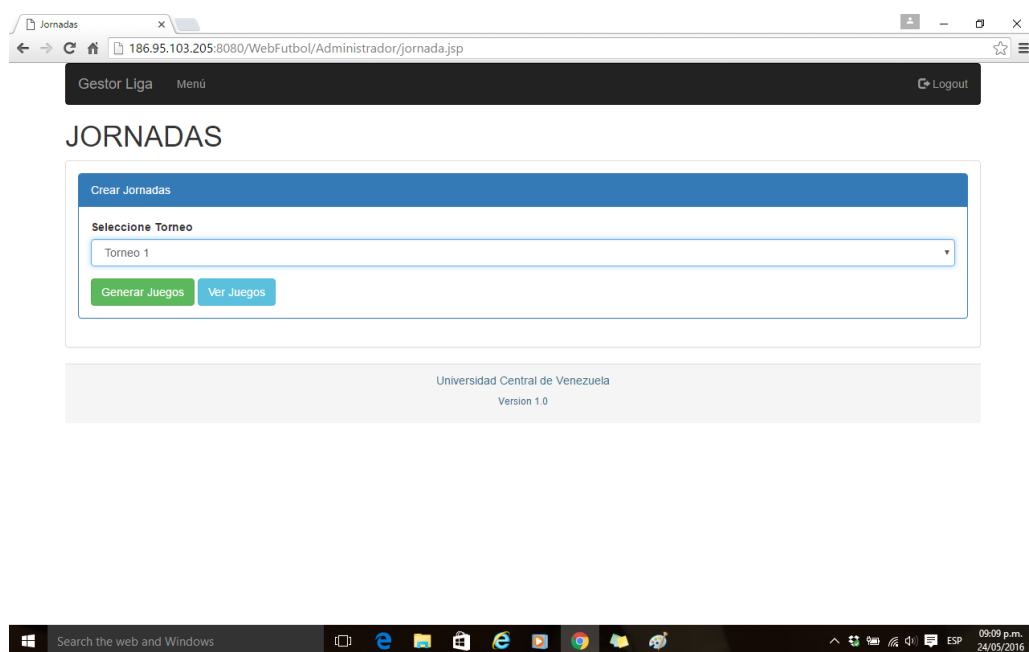 Jornadas
186.95.103.205:8080/WebFutbol/Administrador/jornada.jsp
Gestor Liga Menú Logout
JORNADAS
Crear Jornadas
Seleccione Torneo
Torneo 1
Generar Juegos Ver Juegos
Universidad Central de Venezuela
Version 1.0
Search the web and Windows
ESP
09:09 p.m.
24/05/2016